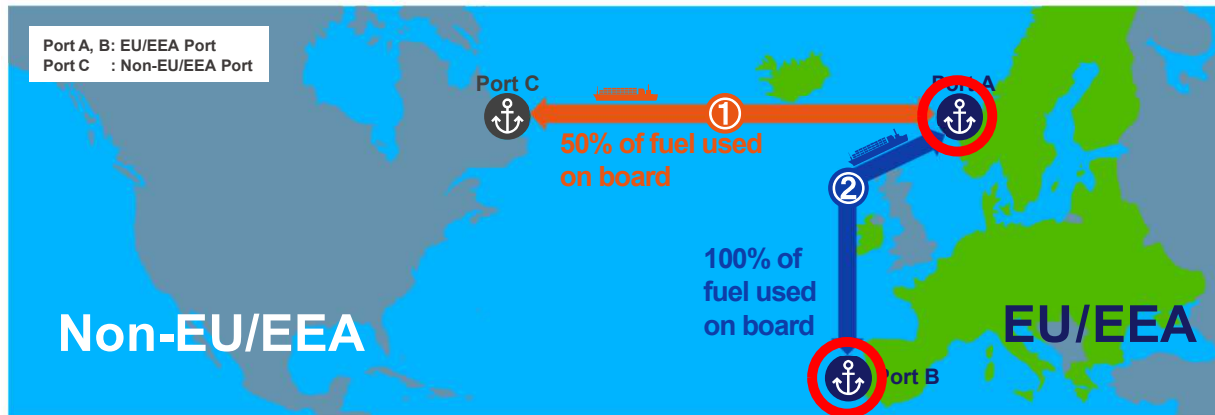 Port A, B: EU/EEA Port
Port C : Non-EU/EEA Port
Port C
Port A
①
50% of fuel used
on board
②
100% of
fuel used
on board
Non-EU/EEA
EU/EEA
Port B